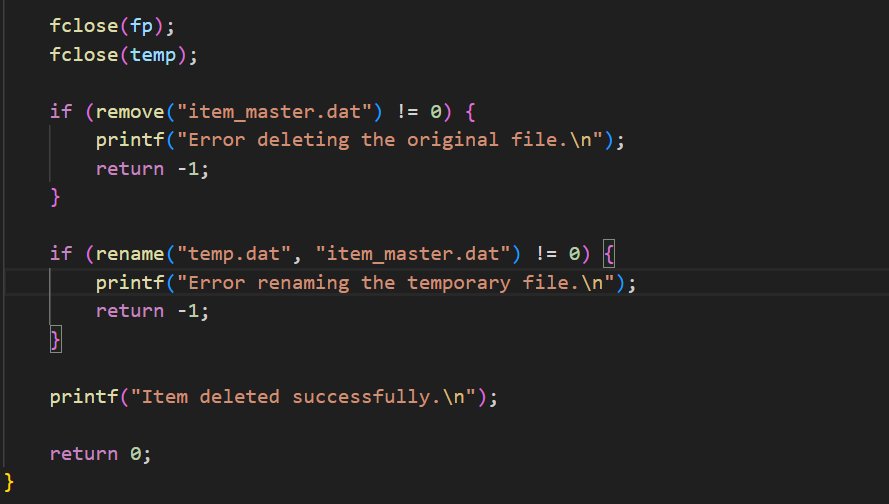 fclose(fp);
fclose(temp);
if (remove("item_master.dat") != 0) {
printf("Error deleting the original file.\n");
return -1;
}
if (rename("temp.dat", "item_master.dat") != 0) {
printf("Error renaming the temporary file.\n");
return -1;
}
printf("Item deleted successfully.\n");
return 0;
}